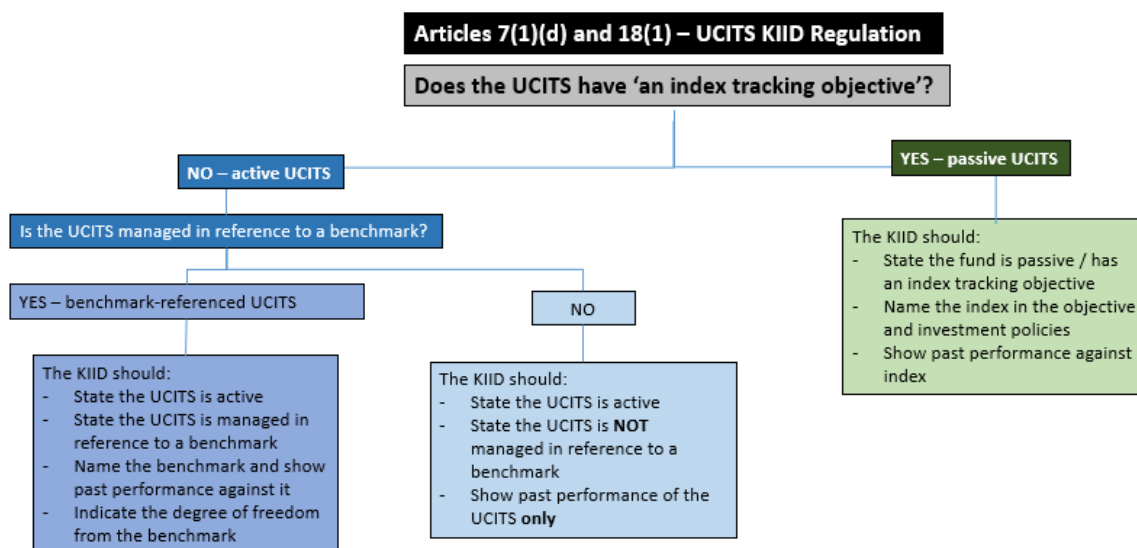 Articles 7(1)(d) and 18(1) – UCITS KIID Regulation
Does the UCITS have ‘an index tracking objective’?
NO – active UCITS
YES – passive UCITS
Is the UCITS managed in reference to a benchmark?
YES – benchmark-referenced UCITS
NO
The KIID should:
- State the UCITS is active
- State the UCITS is managed in
reference to a benchmark
- Name the benchmark and show
past performance against it
- Indicate the degree of freedom
from the benchmark
The KIID should:
- State the UCITS is active
- State the UCITS is NOT
managed in reference to a
benchmark
- Show past performance of the
UCITS only
The KIID should:
- State the fund is passive / has
an index tracking objective
- Name the index in the objective
and investment policies
- Show past performance against
index